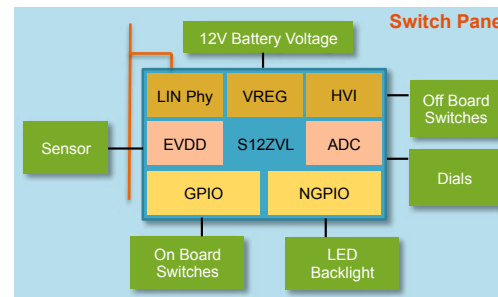 Switch Pane
12V Battery Voltage
LIN Phy VREG HVI
Off Board
Switches
Sensor
EVDD S12ZVL ADC
Dials
GPIO NGPIO
On Board
Switches
LED
Backlight